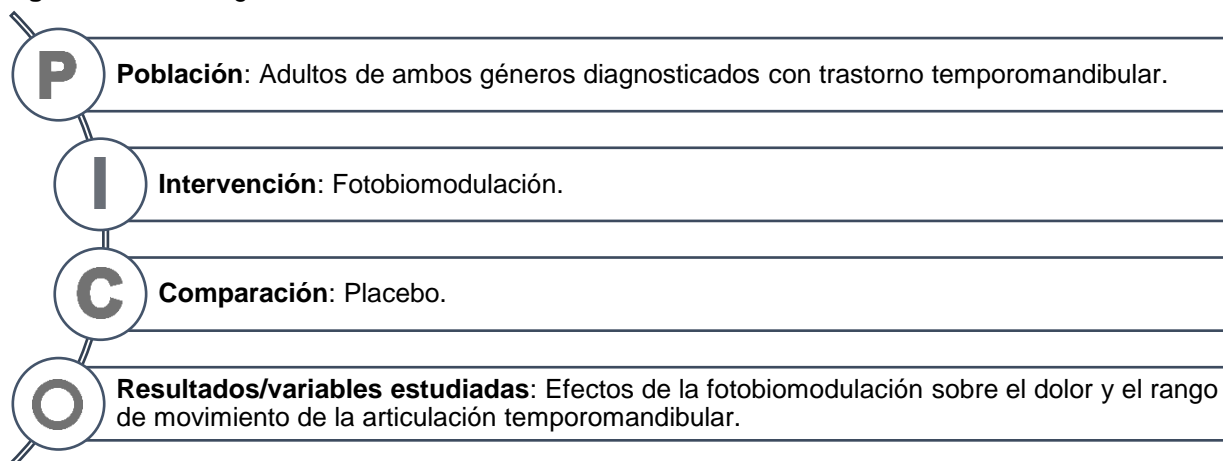 P
Población: Adultos de ambos géneros diagnosticados con trastorno temporomandibular.
I
Intervención: Fotobiomodulación.
C
Comparación: Placebo.
O
Resultados/variables estudiadas: Efectos de la fotobiomodulación sobre el dolor y el rango
de movimiento de la articulación temporomandibular.